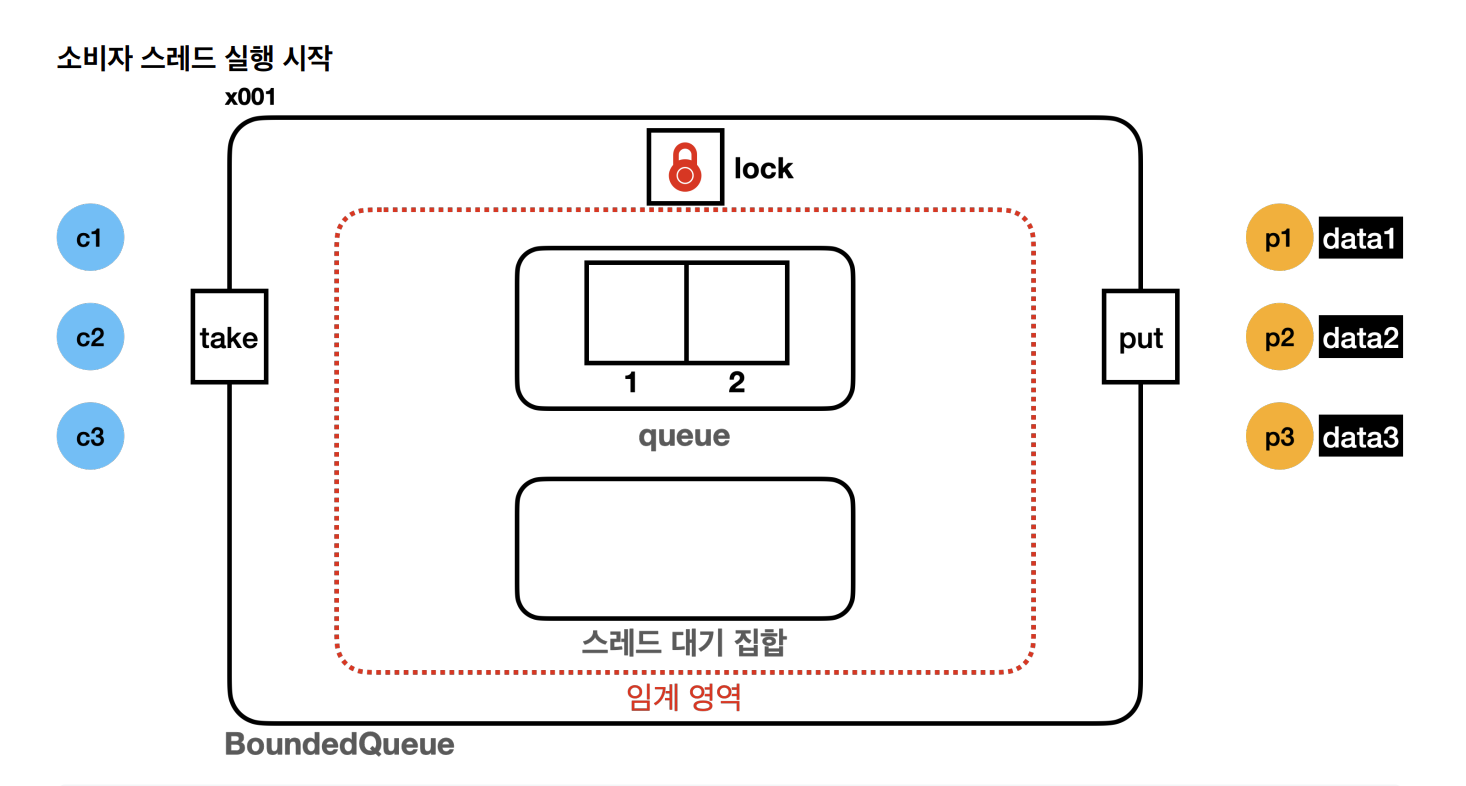 소비자 스레드 실행 시작
x001
lock
c1
p1 data1
c2
take
put
p2 data2
1 2
c3
queue
p3 data3
스레드 대기 집합
임계 영역
BoundedQueue